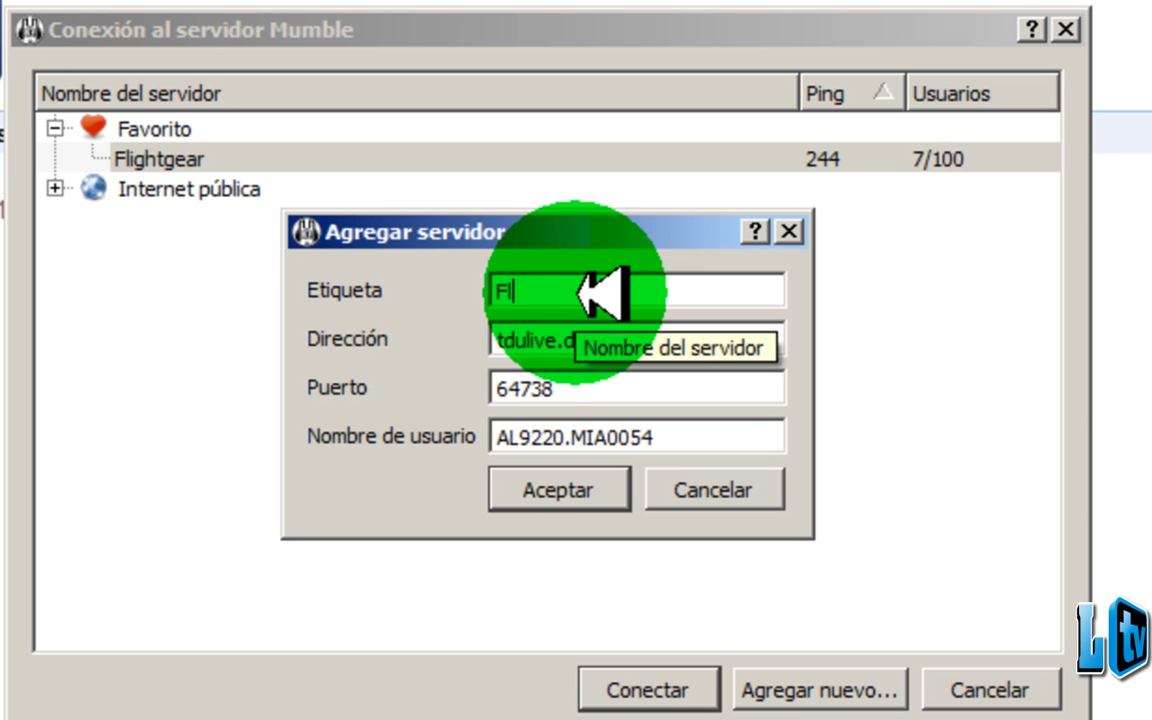 Conexión al servidor Mumble
Nombre del servidor Ping Usuarios
Favorito
Flightgear 244 7/100
Internet pública
Agregar servidor
Etiqueta Fl
Dirección tdulive.d
Nombre del servidor
Puerto 64738
Nombre de usuario AL9220.MIA0054
Aceptar Cancelar
Conectar Agregar nuevo... Cancelar
L tv